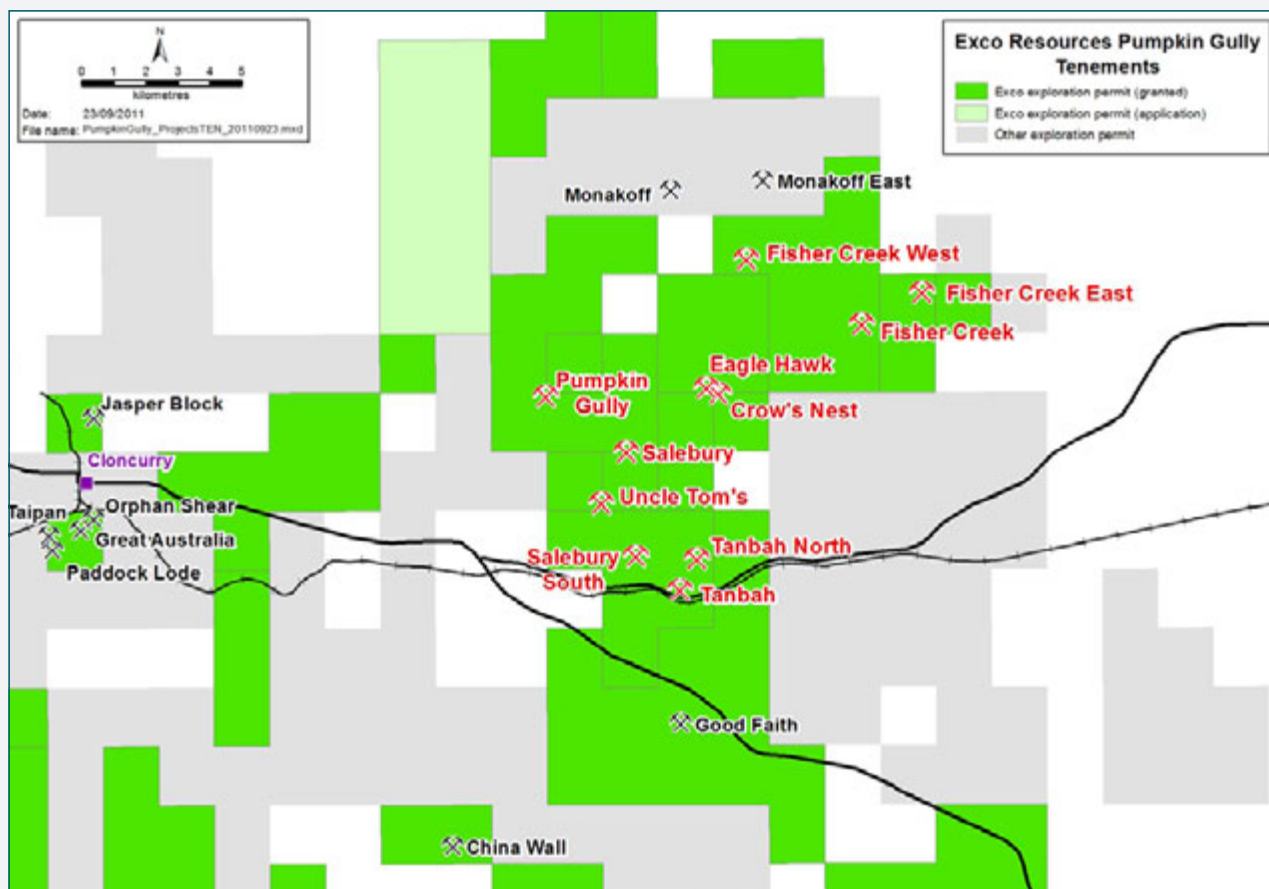 N
0 1 2 3 4 5
kilometres
Date: 23/09/2011
File name: PumpkinGully_ProjectsTEN_20110923.mxd
Exco Resources Pumpkin Gully
Tenements
Exco exploration permit (granted)
Exco exploration permit (application)
Other exploration permit
Monakoff
Monakoff East
Fisher Creek West
Fisher Creek East
Fisher Creek
Eagle Hawk
Pumpkin
Gully
Crow's Nest
Jasper Block
Salebury
Cloncurry
Uncle Tom's
Orphan Shear
Taipan
Great Australia
Tanbah North
Salebury
South
Paddock Lode
Tanbah
Good Faith
China Wall